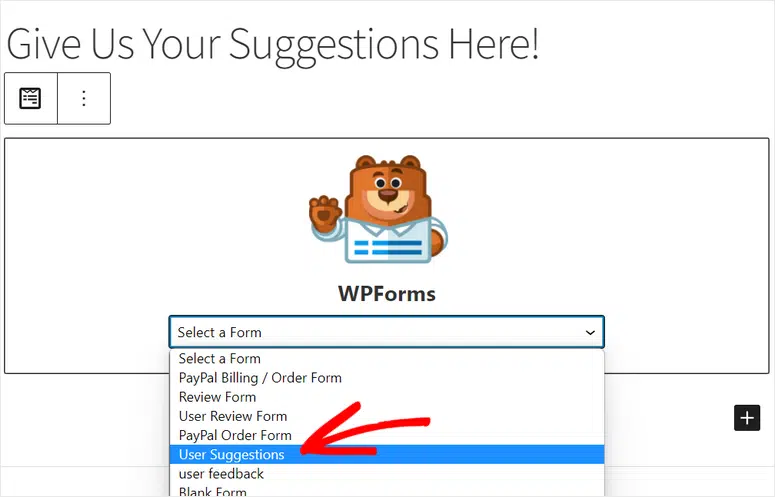 Give Us Your Suggestions Here!
WPForms
Select a Form
Select a Form
PayPal Billing / Order Form
Review Form
User Review Form
PayPal Order Form
User Suggestions
user feedback
Blank Form